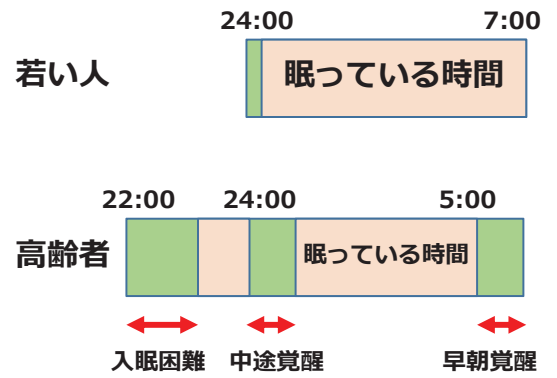 24:00 7:00
若い人 眠っている時間
22:00 24:00 5:00
高齢者 眠っている時間
入眠困難 中途覚醒 早朝覚醒